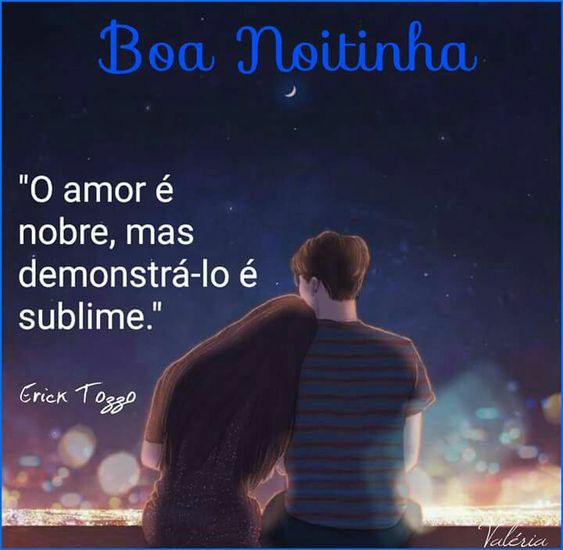 Boa Noitinha
"O amor é
nobre, mas
demonstrá-lo é
sublime."
Erick Tozzo
Valéria